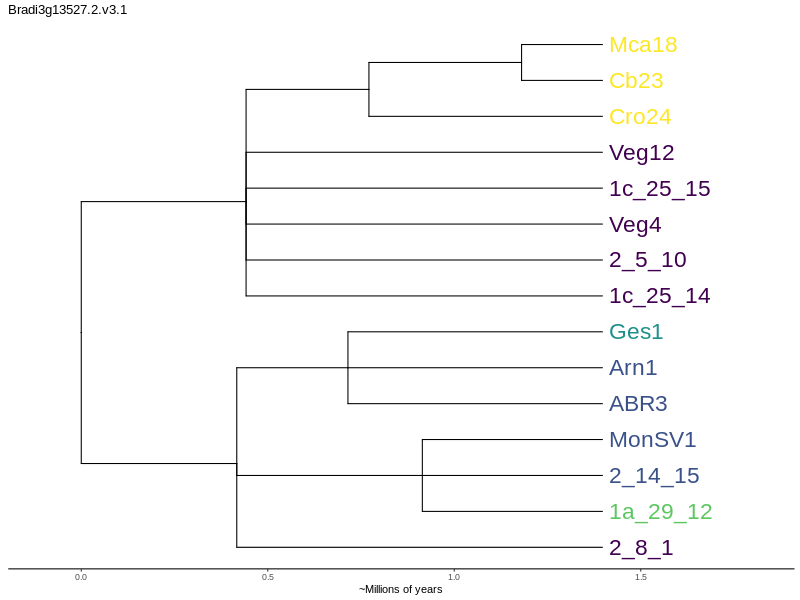 Bradi3g13527.2.v3.1
Mca18
Cb23
Cro24
Veg12
1c_25_15
Veg4
2_5_10
1c_25_14
Ges1
Arn1
ABR3
MonSV1
2_14_15
1a_29_12
2_8_1
0.0 0.5 1.0 1.5
~Millions of years